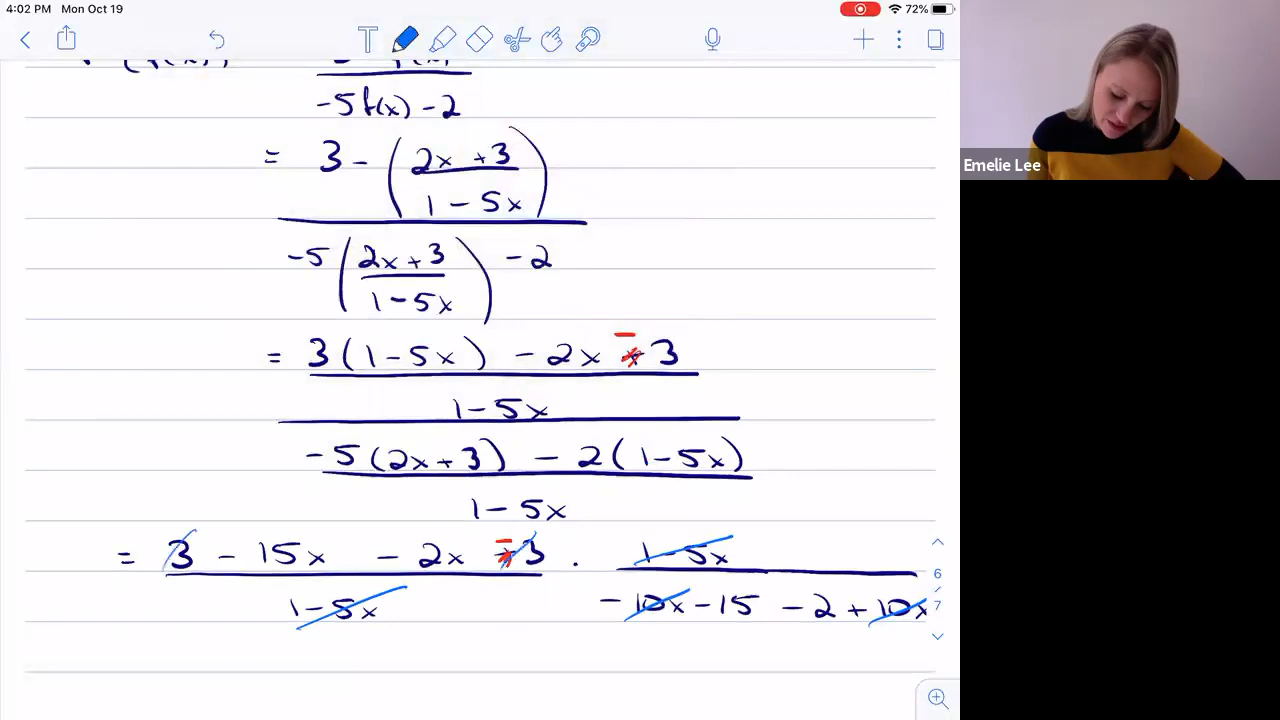 4:02 PM Mon Oct 19
72%
Emelie Lee
-5f(x) - 2
= 3 - (2x + 3
1 - 5x)
-5 (2x + 3
1 - 5x) - 2
= 3(1 - 5x) - 2x - 3
1 - 5x
-5(2x + 3) - 2(1 - 5x)
1 - 5x
= 3 - 15x - 2x - 3 · 1 - 5x
1 - 5x -10x - 15 - 2 + 10x
6
7